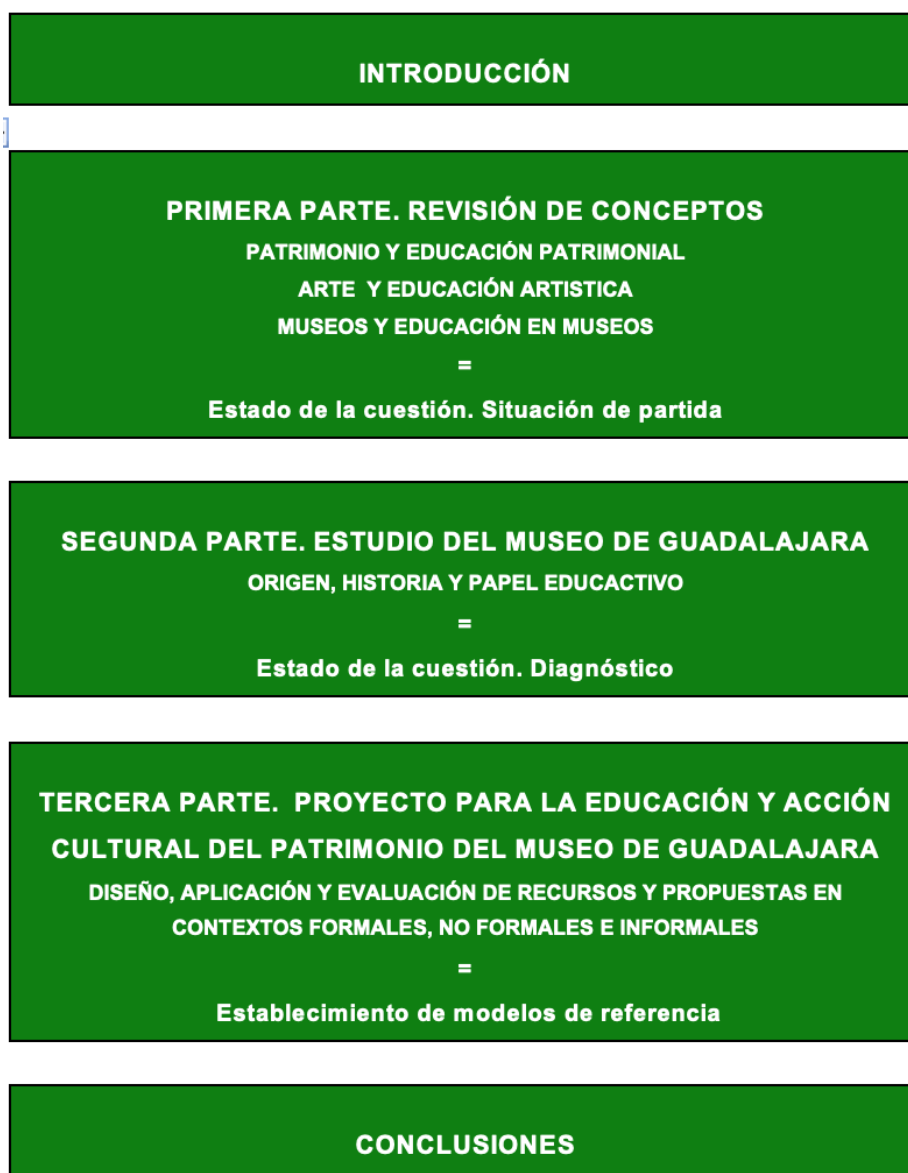 INTRODUCCIÓN
PRIMERA PARTE. REVISIÓN DE CONCEPTOS
PATRIMONIO Y EDUCACIÓN PATRIMONIAL
ARTE Y EDUCACIÓN ARTISTICA
MUSEOS Y EDUCACIÓN EN MUSEOS
=
Estado de la cuestión. Situación de partida
SEGUNDA PARTE. ESTUDIO DEL MUSEO DE GUADALAJARA
ORIGEN, HISTORIA Y PAPEL EDUCACTIVO
=
Estado de la cuestión. Diagnóstico
TERCERA PARTE. PROYECTO PARA LA EDUCACIÓN Y ACCIÓN
CULTURAL DEL PATRIMONIO DEL MUSEO DE GUADALAJARA
DISEÑO, APLICACIÓN Y EVALUACIÓN DE RECURSOS Y PROPUESTAS EN
CONTEXTOS FORMALES, NO FORMALES E INFORMALES
=
Establecimiento de modelos de referencia
CONCLUSIONES